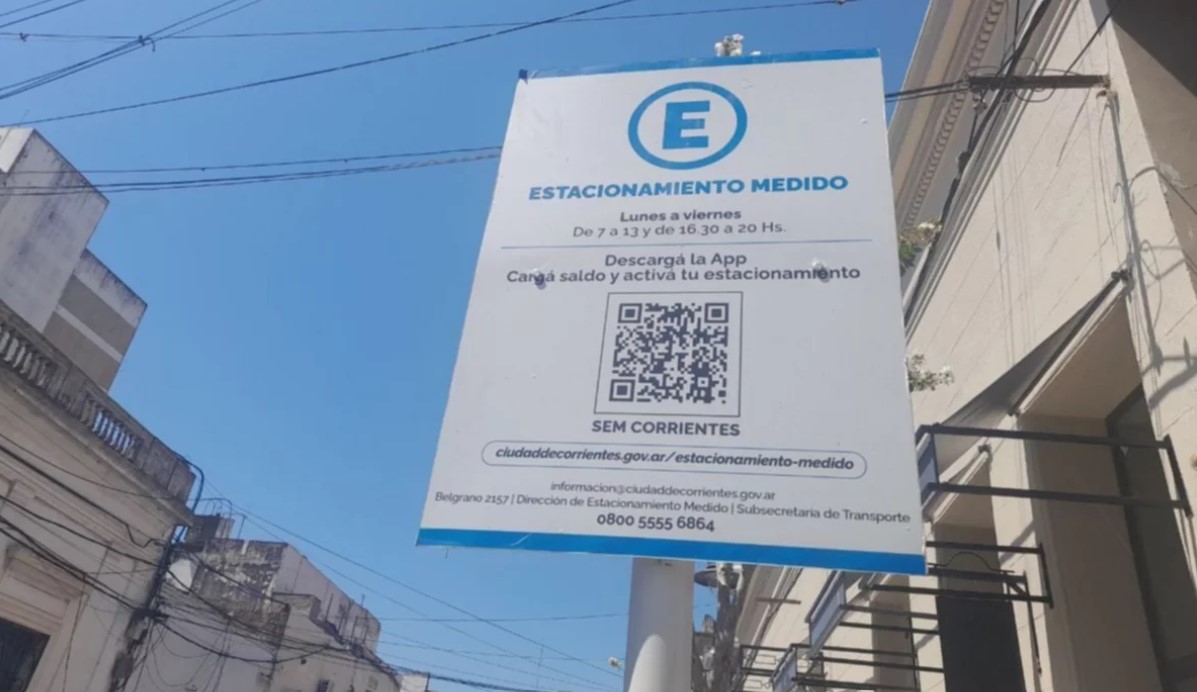 E
ESTACIONAMIENTO MEDIDO
Lunes a viernes
De 7 a 13 y de 16.30 a 20 Hs.
Descargá la App
Cargá saldo y activá tu estacionamiento
SEM CORRIENTES
ciudaddecorrientes.gov.ar/estacionamiento-medido
informacion@ciudaddecorrientes.gov.ar
Belgrano 2157 | Dirección de Estacionamiento Medido | Subsecretaria de Transporte
0800 5555 6864